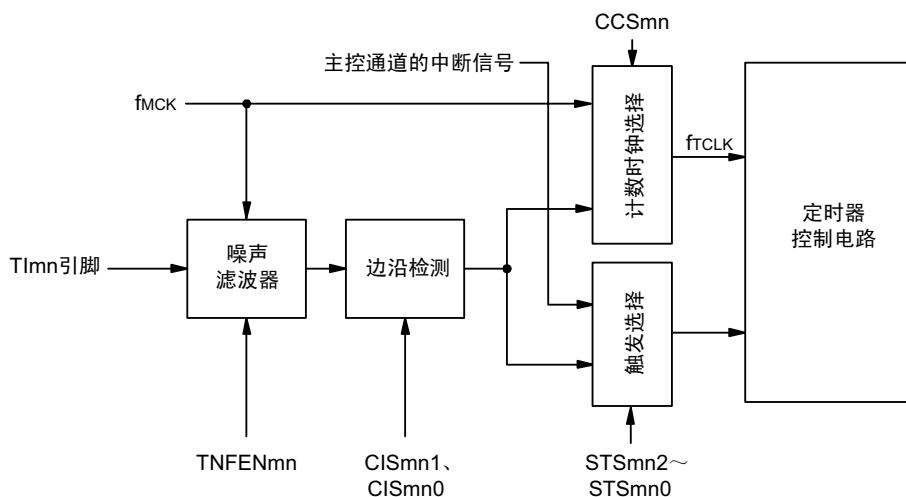 CCSmn
主控通道的中断信号
fMCK
计数时钟选择
fTCLK
定时器
控制电路
TImn引脚
噪声
滤波器
边沿检测
触发选择
TNFENmn
CISmn1、
CISmn0
STSmn2～
STSmn0